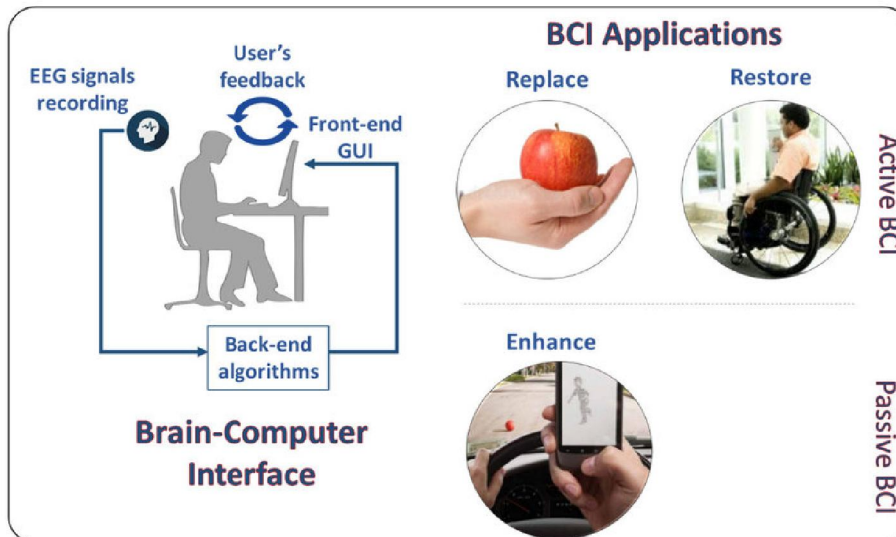 EEG signals
recording
User's
feedback
Front-end
GUI
Back-end
algorithms
Brain-Computer
Interface
BCI Applications
Replace
Restore
Active BCI
Enhance
Passive BCI